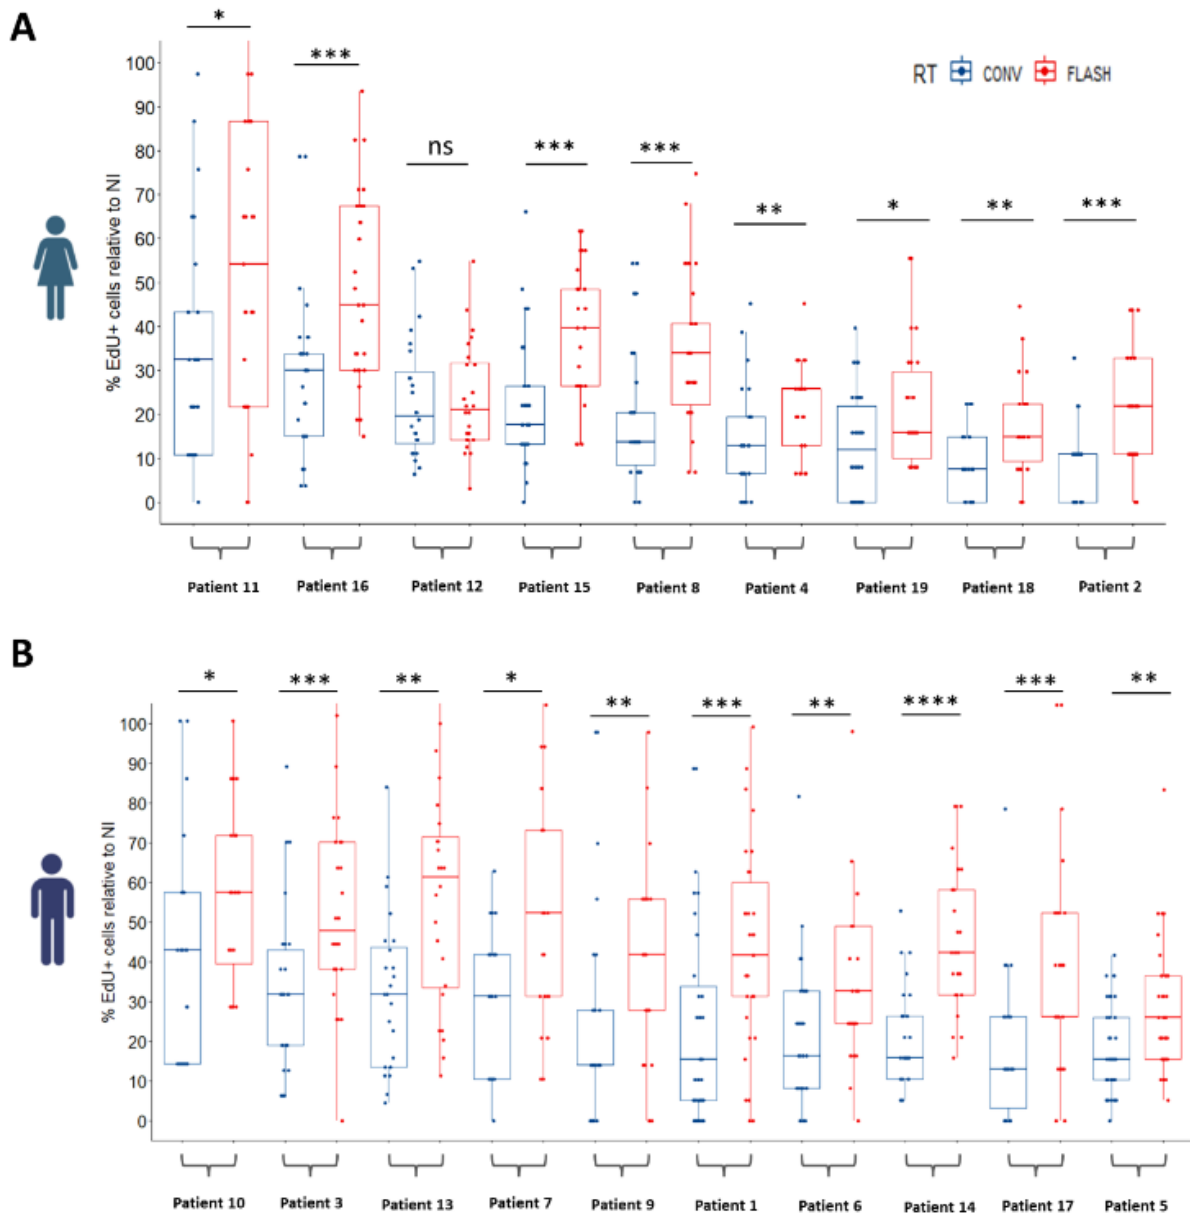 A
* *** ns *** *** ** * ** ***
RT CONV FLASH
% EdU+ cells relative to NI
100
90
80
70
60
50
40
30
20
10
0
Patient 11 Patient 16 Patient 12 Patient 15 Patient 8 Patient 4 Patient 19 Patient 18 Patient 2
B
* *** ** * ** *** ** **** *** **
% EdU+ cells relative to NI
100
90
80
70
60
50
40
30
20
10
0
Patient 10 Patient 3 Patient 13 Patient 7 Patient 9 Patient 1 Patient 6 Patient 14 Patient 17 Patient 5